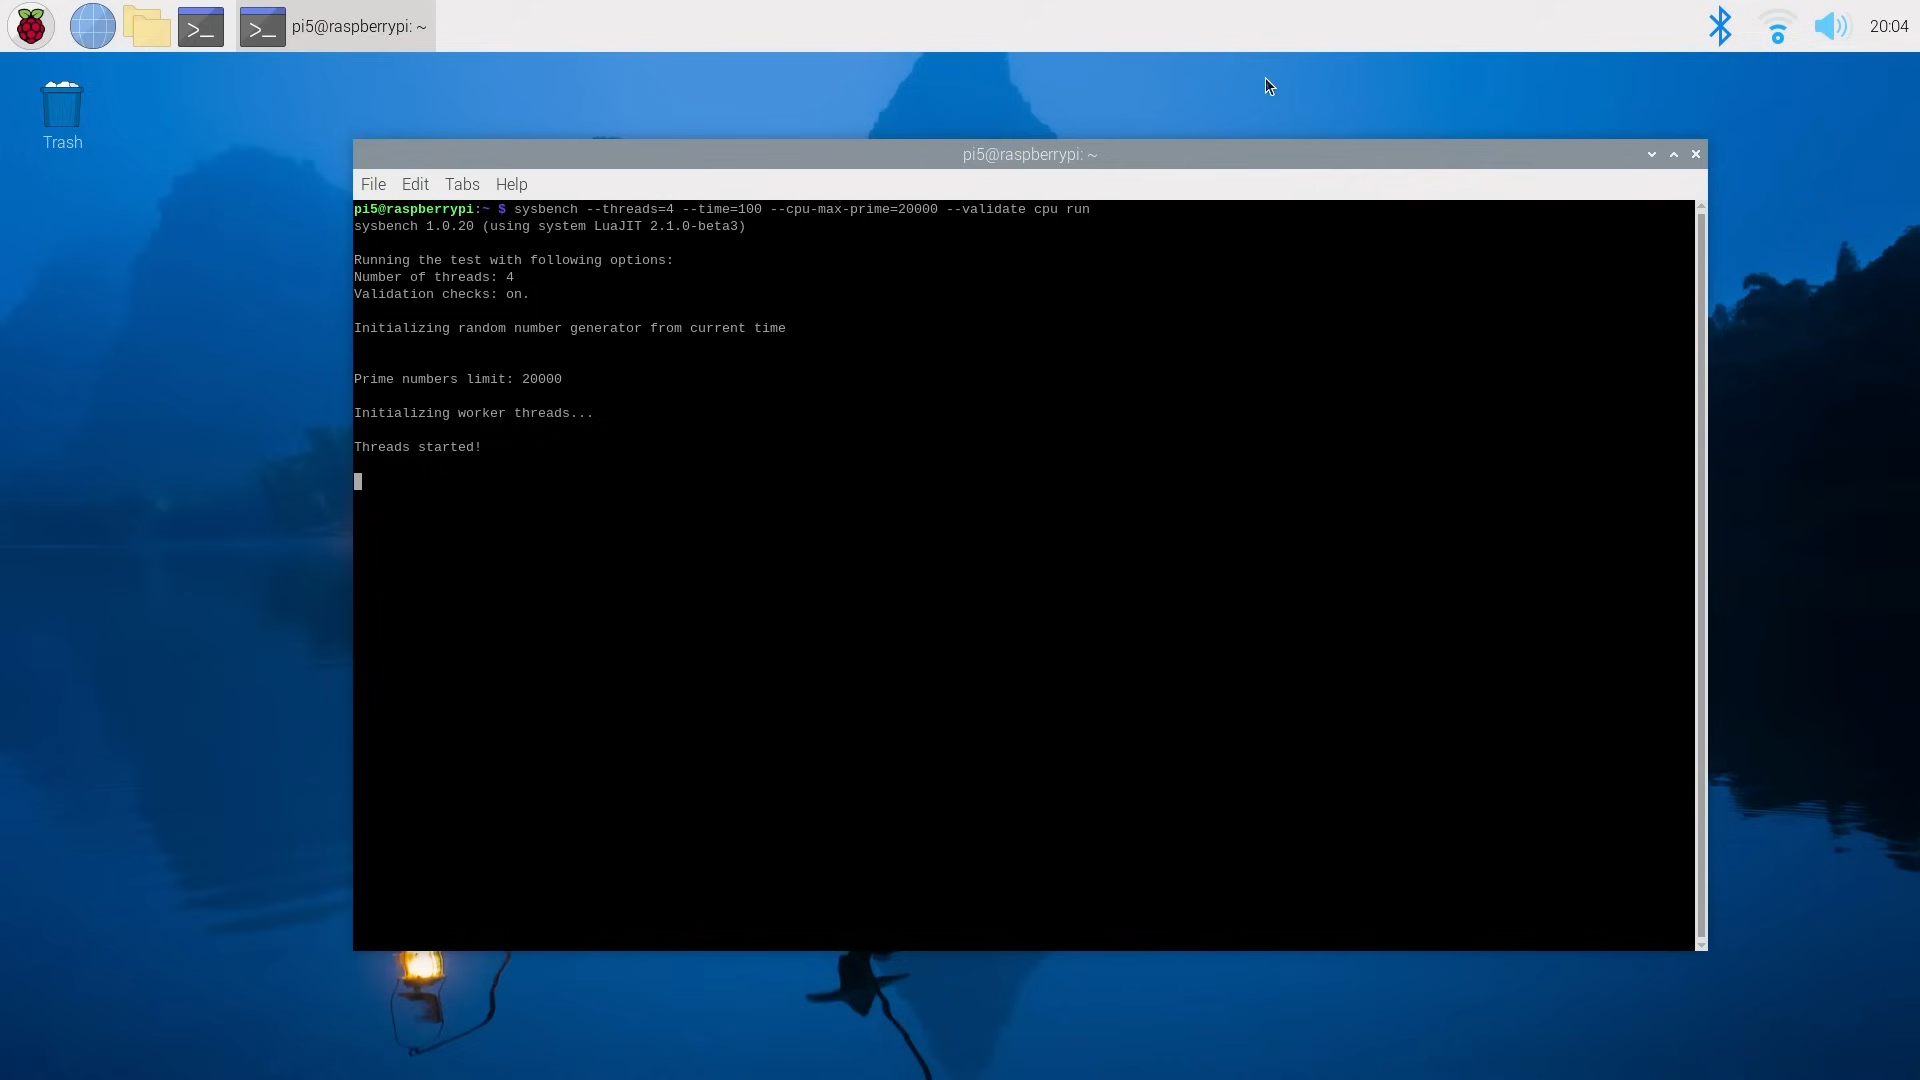 pi5@raspberrypi: ~
20:04
Trash
pi5@raspberrypi: ~
File Edit Tabs Help
pi5@raspberrypi:~ $ sysbench --threads=4 --time=100 --cpu-max-prime=20000 --validate cpu run
sysbench 1.0.20 (using system LuaJIT 2.1.0-beta3)
Running the test with following options:
Number of threads: 4
Validation checks: on.
Initializing random number generator from current time
Prime numbers limit: 20000
Initializing worker threads...
Threads started!